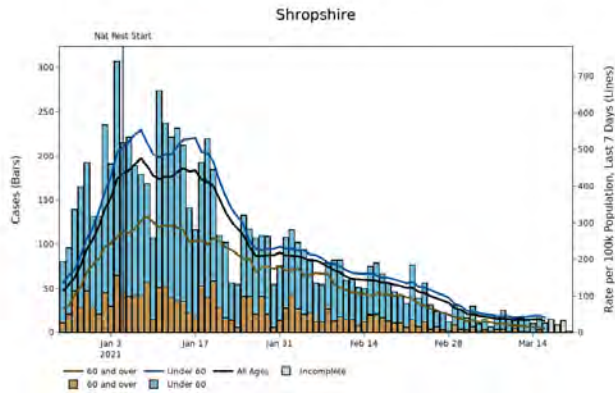 Shropshire
Nat Rest Start
300
250
200
150
100
50
0
Cases (Bars)
700
600
500
400
300
200
100
0
Rate per 100k Population, Last 7 Days (Lines)
Jan 3
2021
Jan 17
Jan 31
Feb 14
Feb 28
Mar 14
60 and over
Under 60
All Ages
Incomplete
60 and over
Under 60